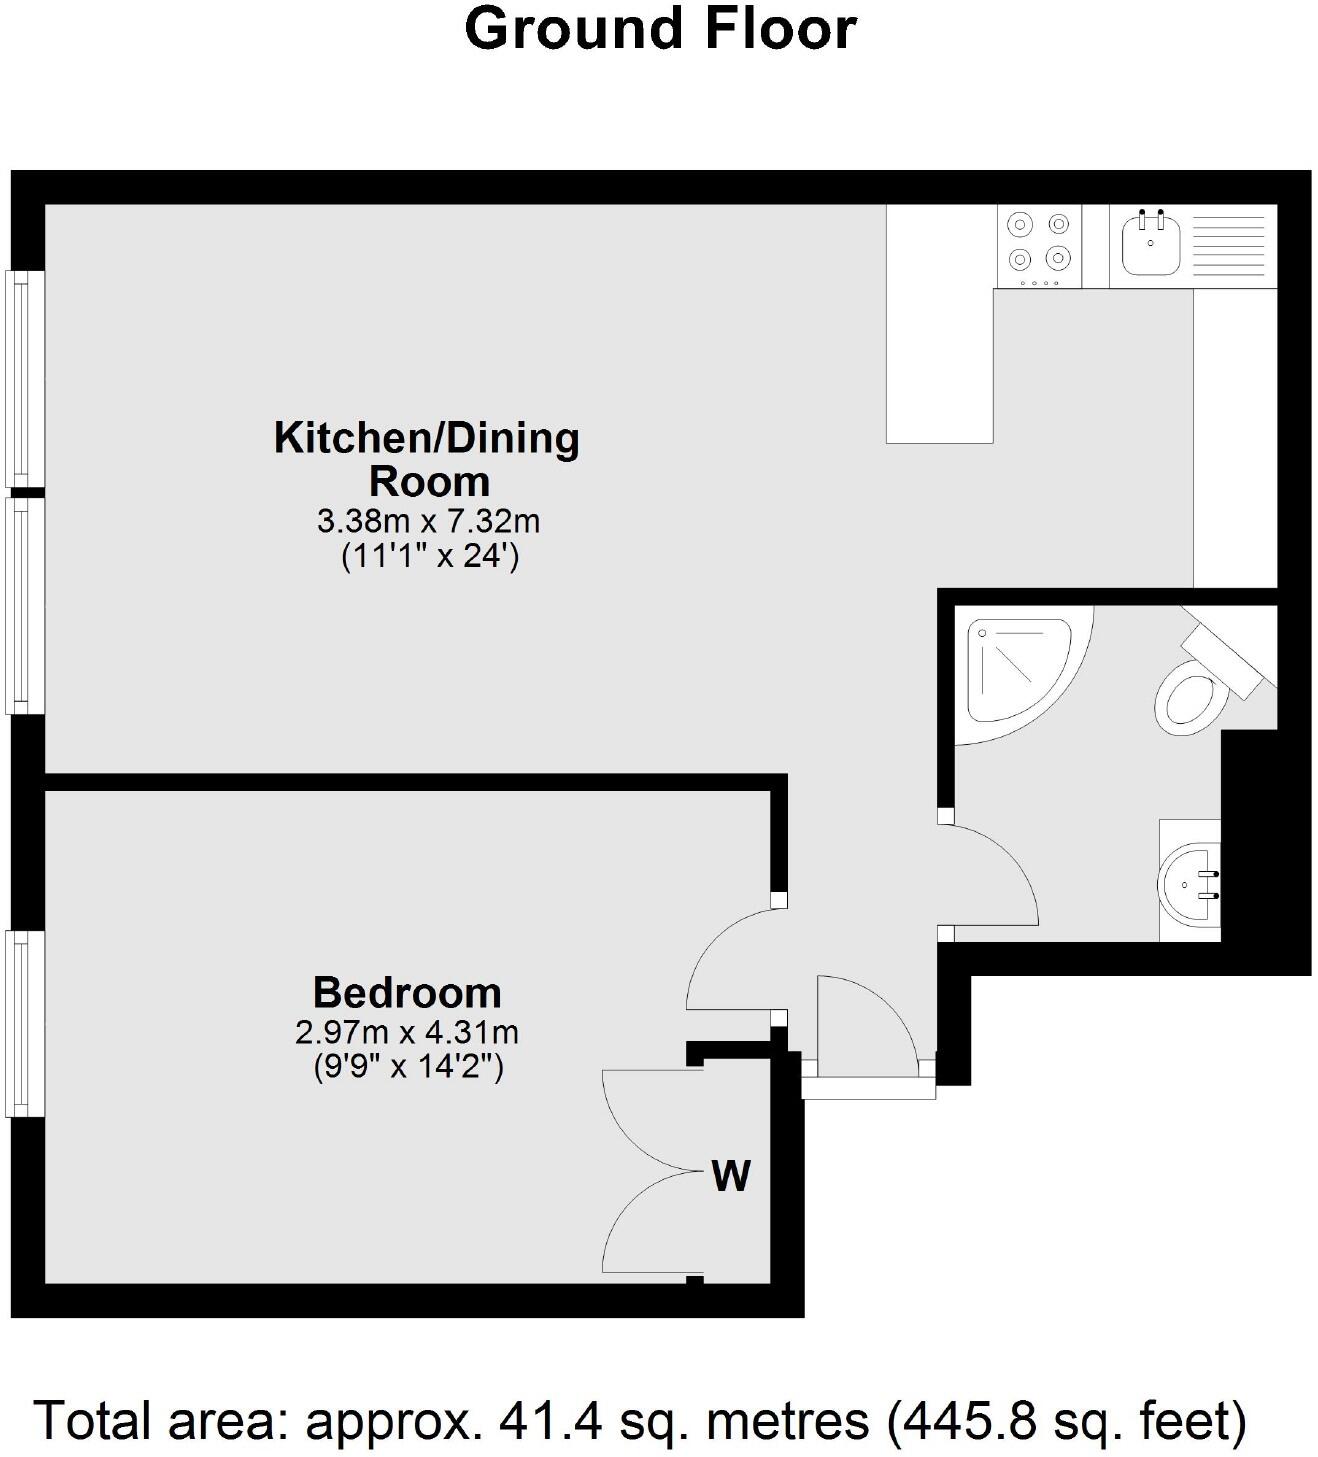 Ground Floor
Kitchen/Dining
Room
3.38m x 7.32m
(11'1" x 24')
Bedroom
2.97m x 4.31m
(9'9" x 14'2")
W
Total area: approx. 41.4 sq. metres (445.8 sq. feet)